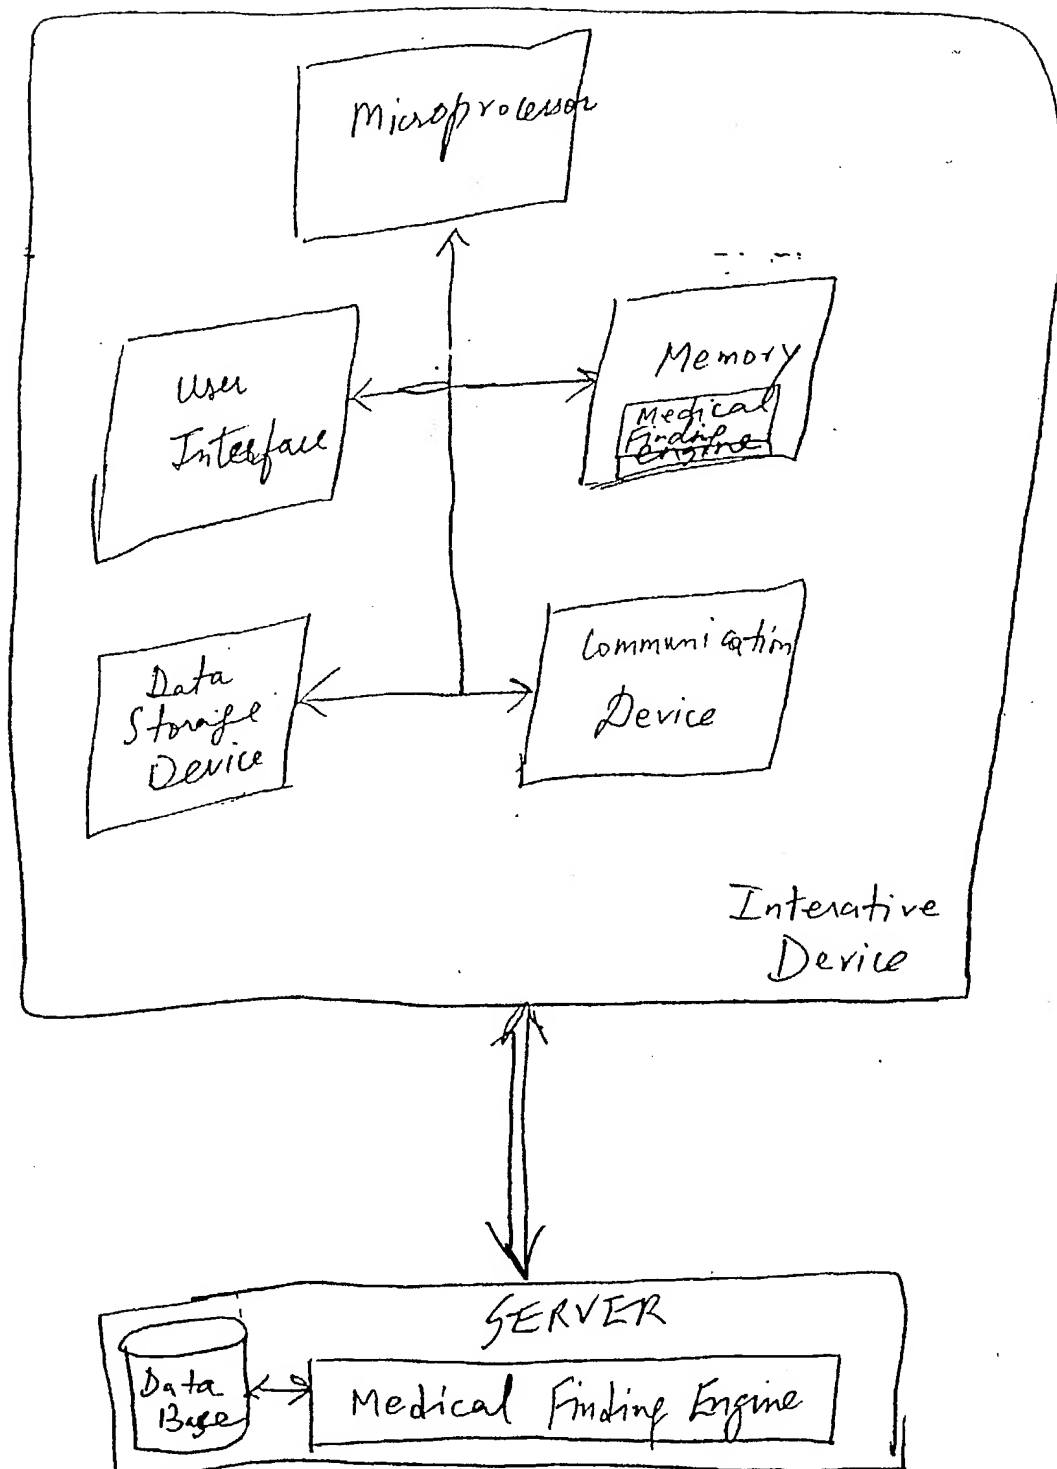 Microprocessor
User
Interface
Memory
Medical
Finding
engine
Data
Storage
Device
Communication
Device
Interative
Device
SERVER
Data
Base
Medical Finding Engine